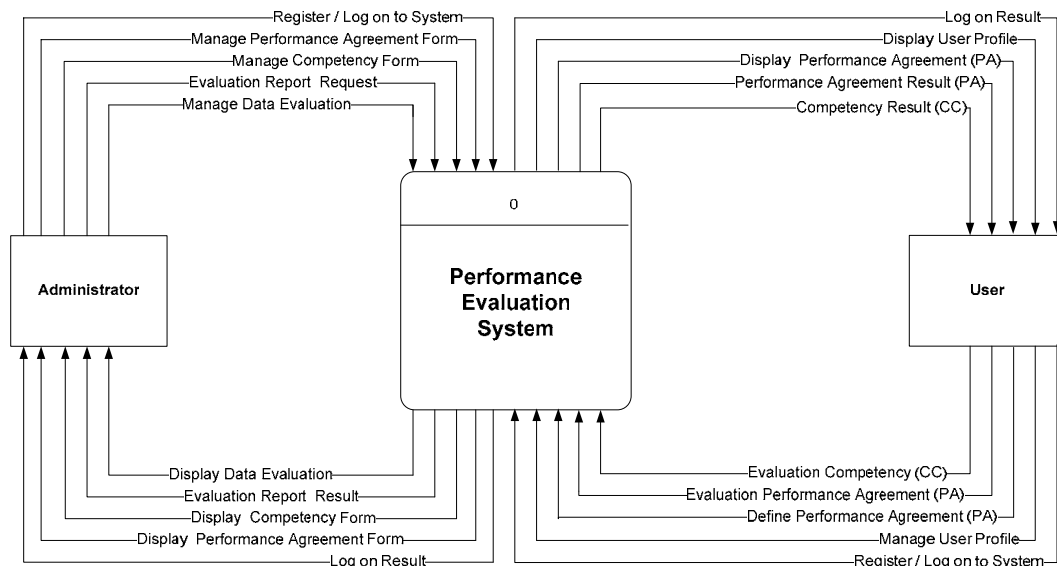 Register / Log on to System
Manage Performance Agreement Form
Manage Competency Form
Evaluation Report Request
Manage Data Evaluation
Log on Result
Display User Profile
Display Performance Agreement (PA)
Performance Agreement Result (PA)
Competency Result (CC)
0
Performance
Evaluation
System
Administrator
User
Display Data Evaluation
Evaluation Report Result
Display Competency Form
Display Performance Agreement Form
Log on Result
Evaluation Competency (CC)
Evaluation Performance Agreement (PA)
Define Performance Agreement (PA)
Manage User Profile
Register / Log on to System